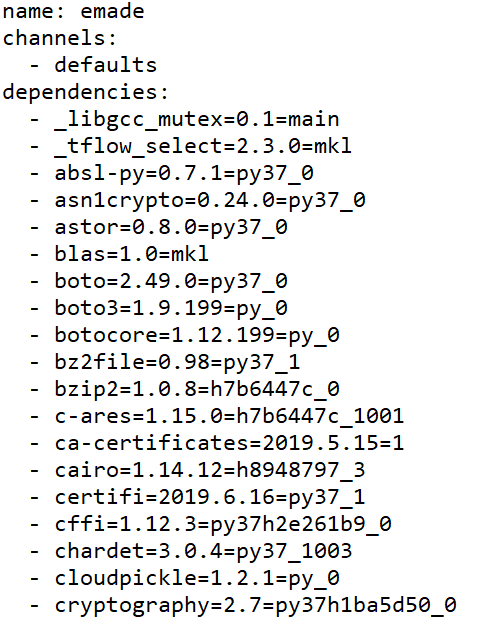 name: emade
channels:
  - defaults
dependencies:
  - _libgcc_mutex=0.1=main
  - _tflow_select=2.3.0=mkl
  - absl-py=0.7.1=py37_0
  - asn1crypto=0.24.0=py37_0
  - astor=0.8.0=py37_0
  - blas=1.0=mkl
  - boto=2.49.0=py37_0
  - boto3=1.9.199=py_0
  - botocore=1.12.199=py_0
  - bz2file=0.98=py37_1
  - bzip2=1.0.8=h7b6447c_0
  - c-ares=1.15.0=h7b6447c_1001
  - ca-certificates=2019.5.15=1
  - cairo=1.14.12=h8948797_3
  - certifi=2019.6.16=py37_1
  - cffi=1.12.3=py37h2e261b9_0
  - chardet=3.0.4=py37_1003
  - cloudpickle=1.2.1=py_0
  - cryptography=2.7=py37h1ba5d50_0